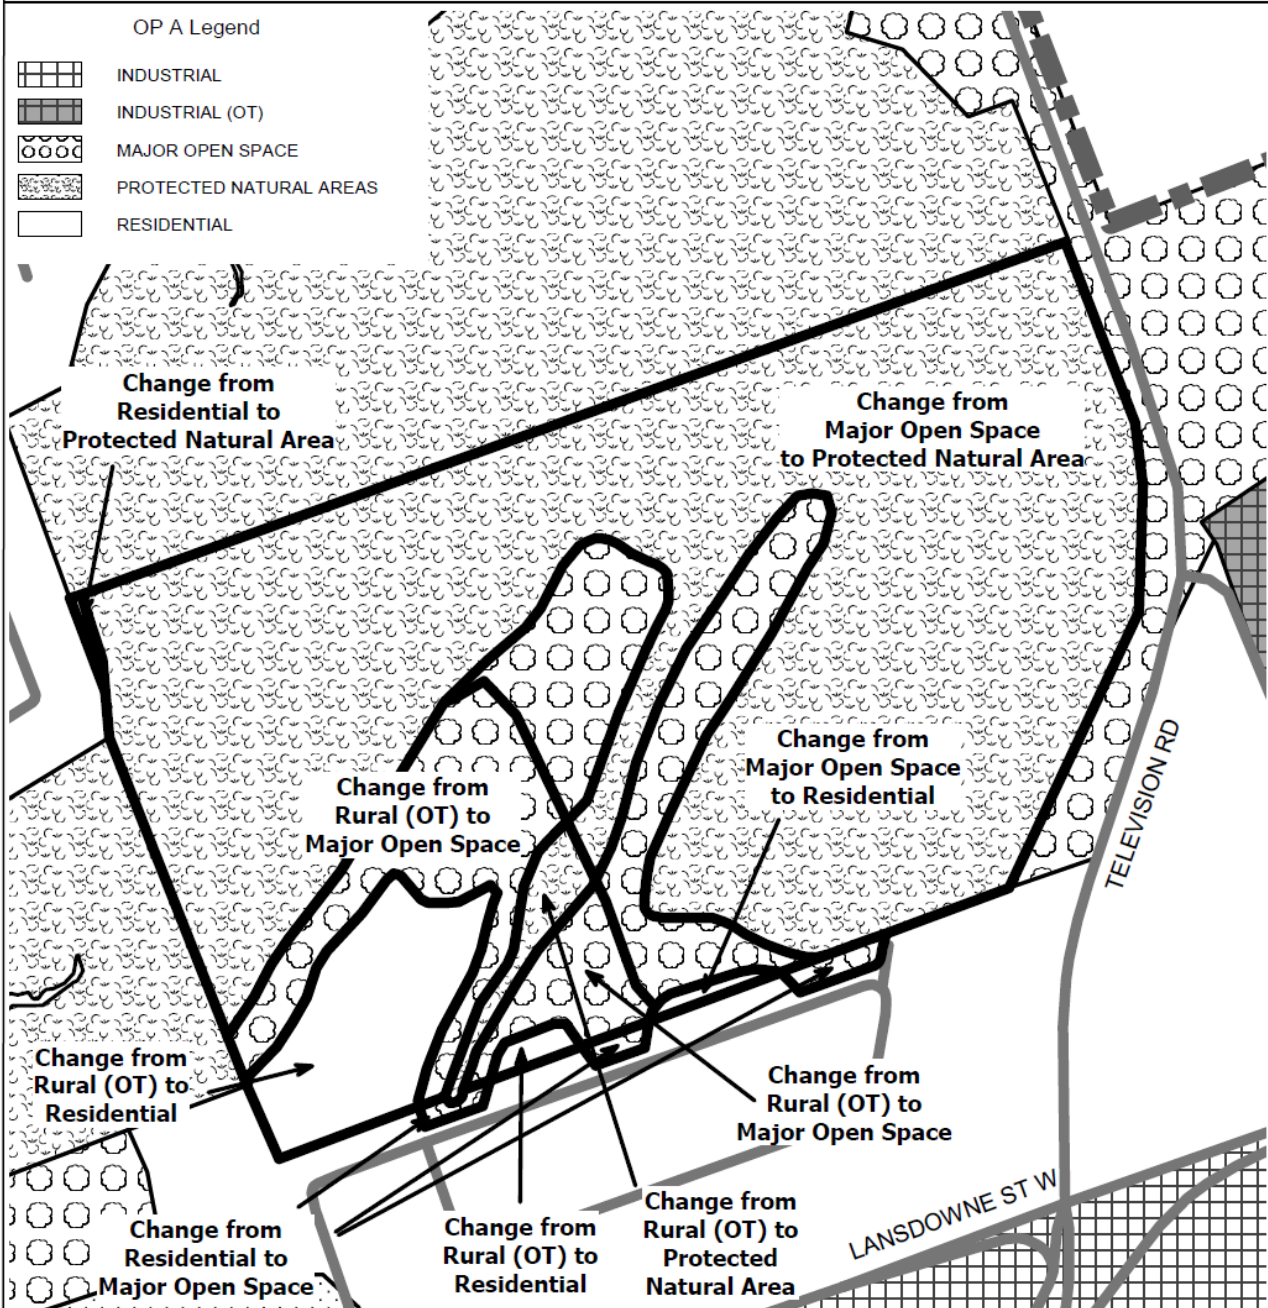 OP A Legend
INDUSTRIAL
INDUSTRIAL (OT)
MAJOR OPEN SPACE
PROTECTED NATURAL AREAS
RESIDENTIAL
Change from
Residential to
Protected Natural Area
Change from
Major Open Space
to Protected Natural Area
Change from
Major Open Space
to Residential
Change from
Rural (OT) to
Major Open Space
TELEVISION RD
Change from
Rural (OT) to
Residential
Change from
Rural (OT) to
Major Open Space
Change from
Residential to
Major Open Space
Change from
Rural (OT) to
Residential
Change from
Rural (OT) to
Protected
Natural Area
LANSDOWNE ST W